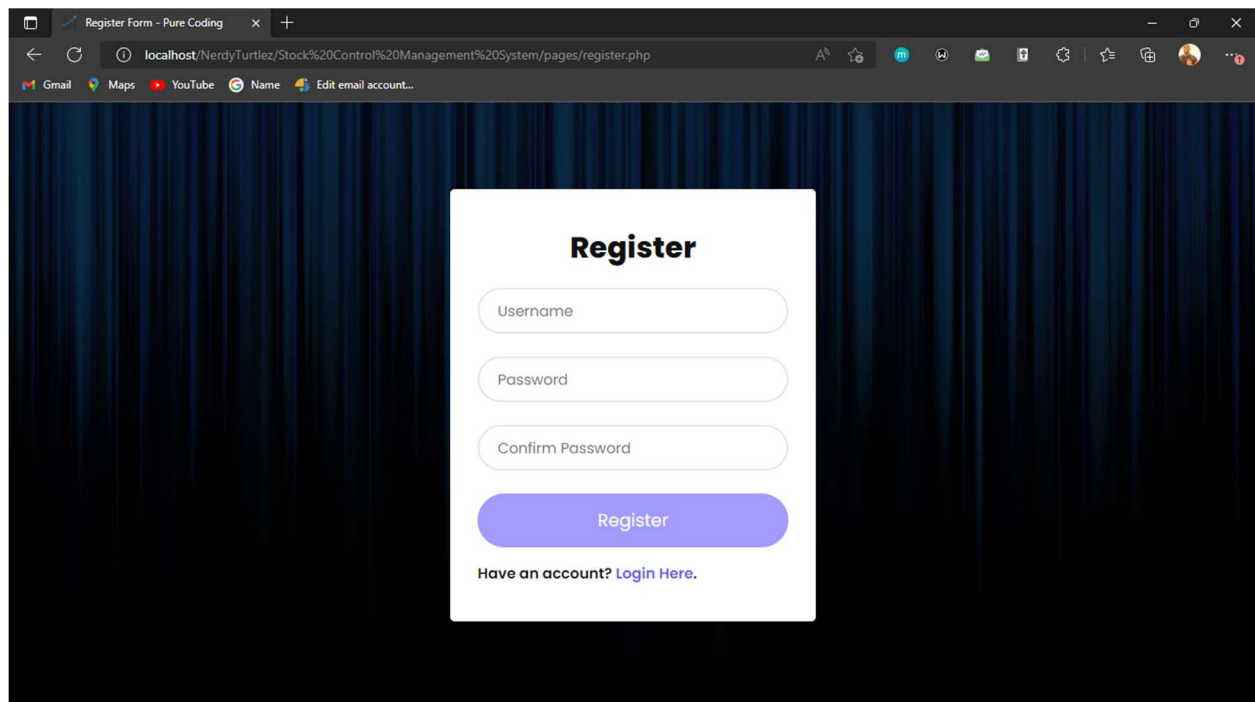 Register Form - Pure Coding
localhost/NerdyTurtlez/Stock%20Control%20Management%20System/pages/register.php
Gmail Maps YouTube Name Edit email account...
Register
Username
Password
Confirm Password
Register
Have an account? Login Here.